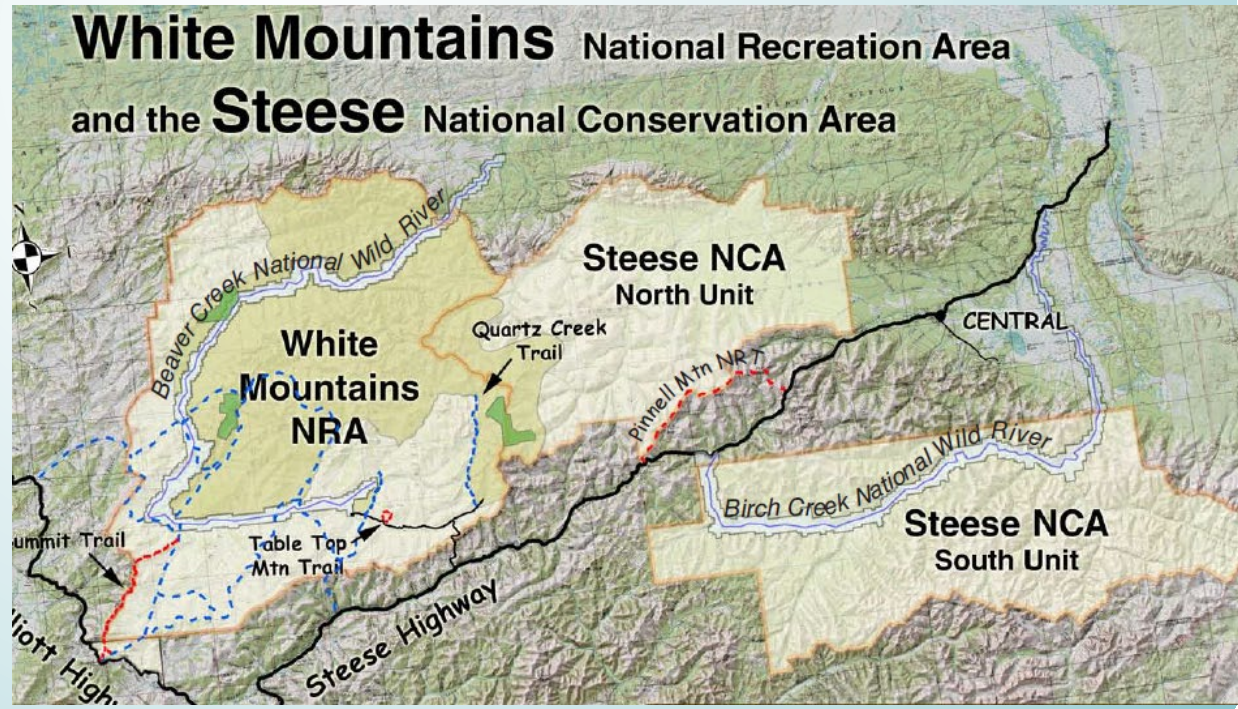 White Mountains National Recreation Area
and the Steese National Conservation Area
Beaver Creek National Wild River
Steese NCA
North Unit
Quartz Creek
Trail
CENTRAL
White
Mountains
NRA
Pinnell Mtn NRT
Birch Creek National Wild River
Steese NCA
South Unit
ummit Trail
Table Top
Mtn Trail
Steese Highway
lliott Highw